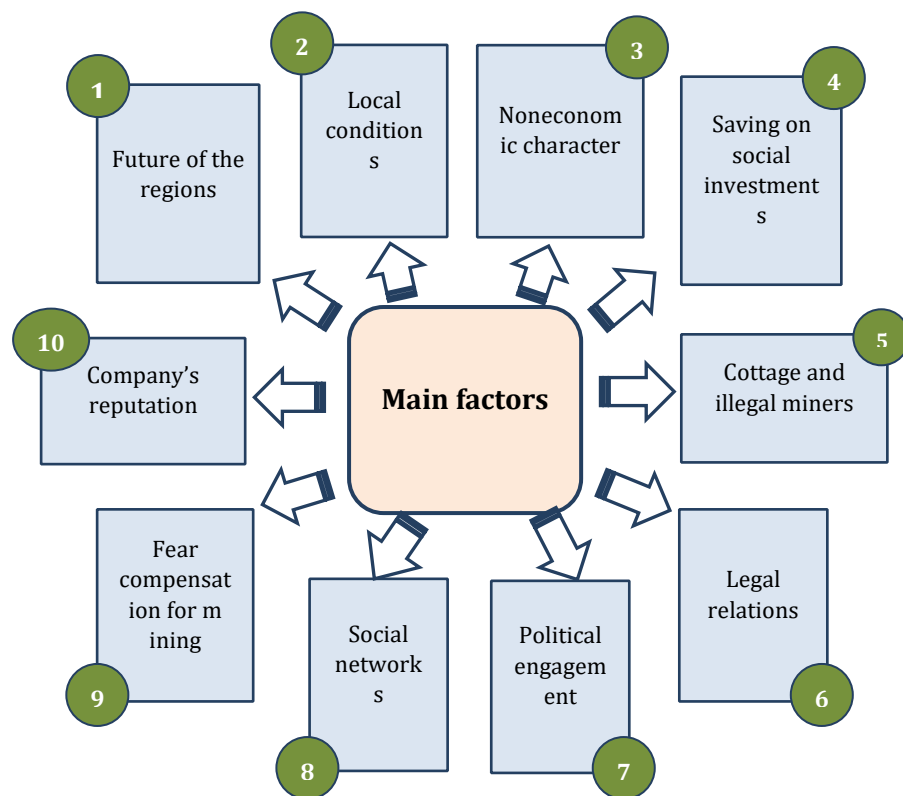 1
Future of the
regions
2
Local
condition
s
3
Noneconom
ic character
4
Saving on
social
investment
s
5
Cottage and
illegal miners
6
Legal
relations
7
Political
engagem
ent
8
Social
network
s
9
Fear
compensat
ion for m
ining
10
Company’s
reputation
Main factors